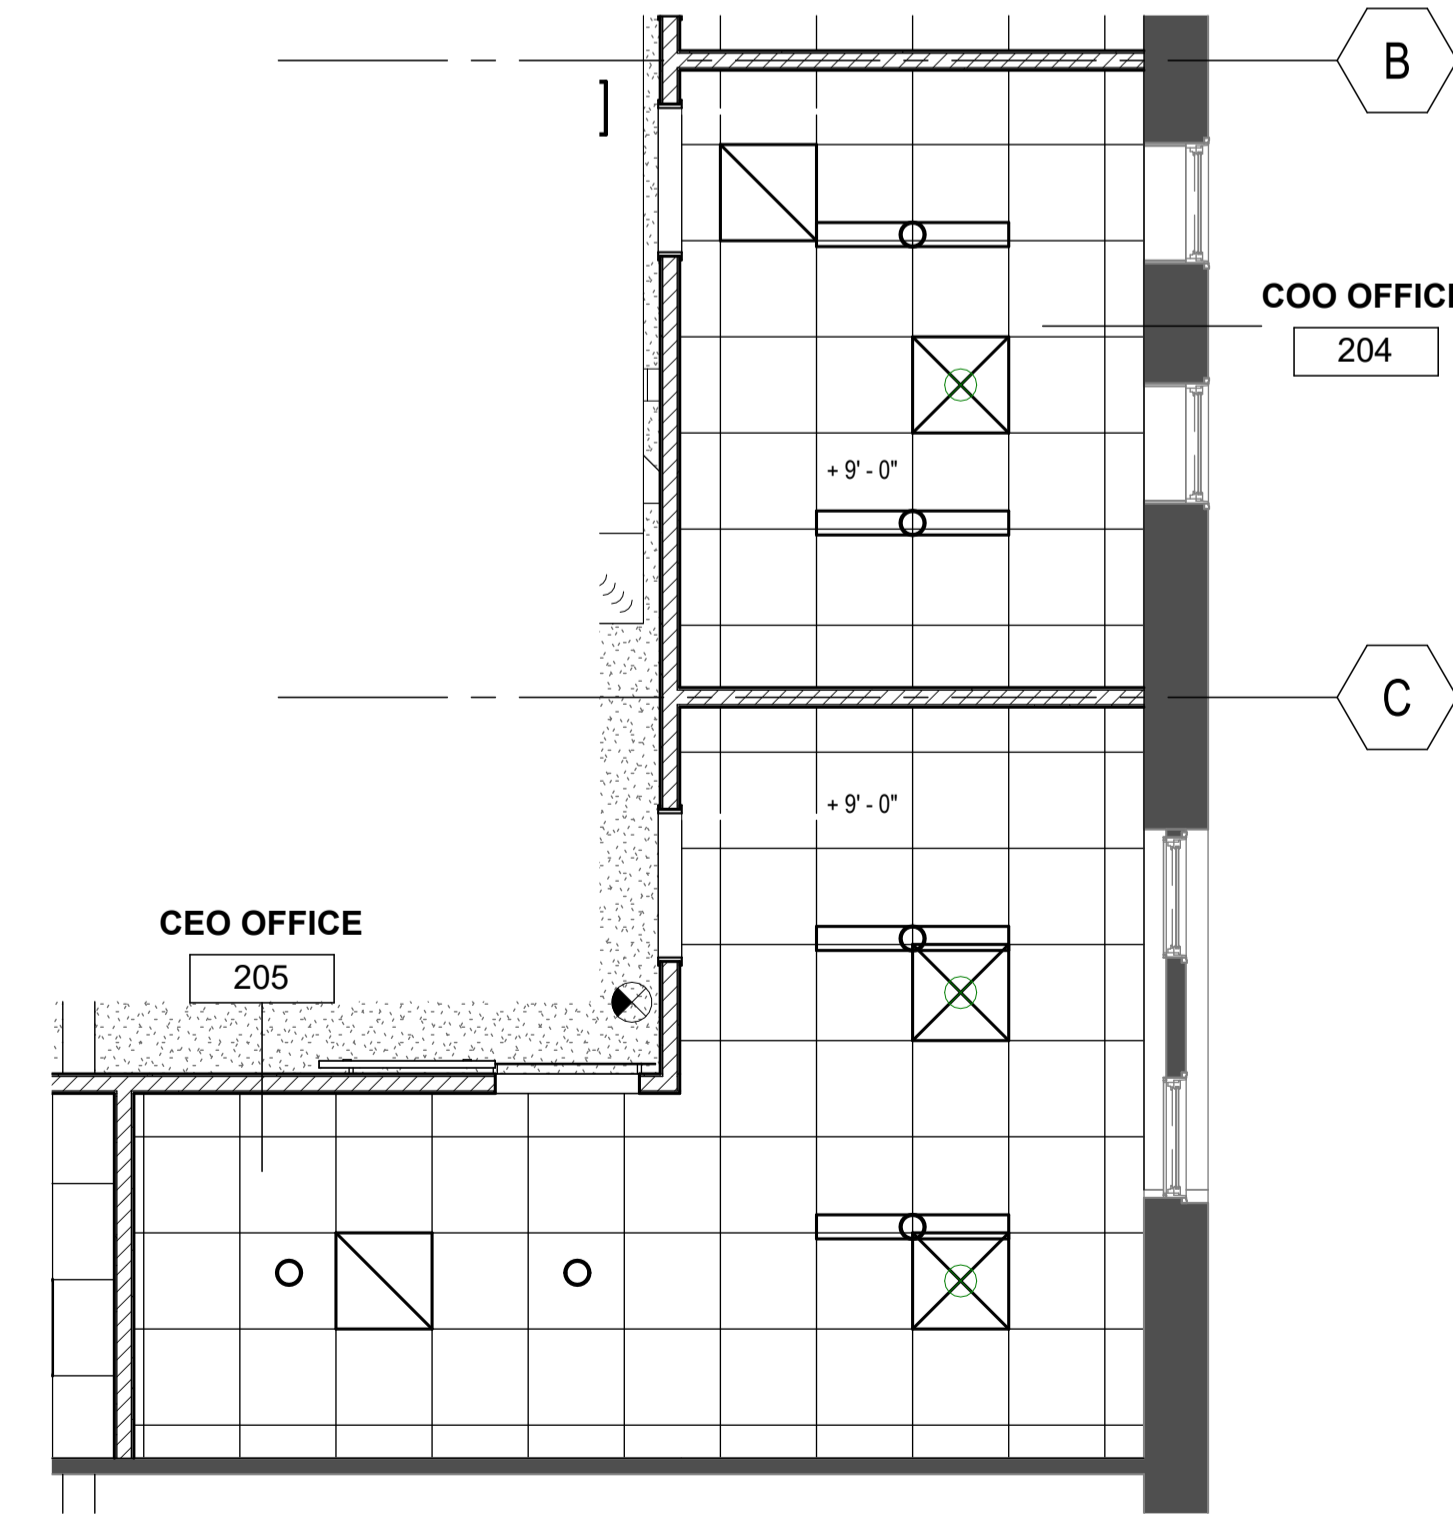 B
COO OFFICE
204
+ 9' - 0"
C
+ 9' - 0"
CEO OFFICE
205